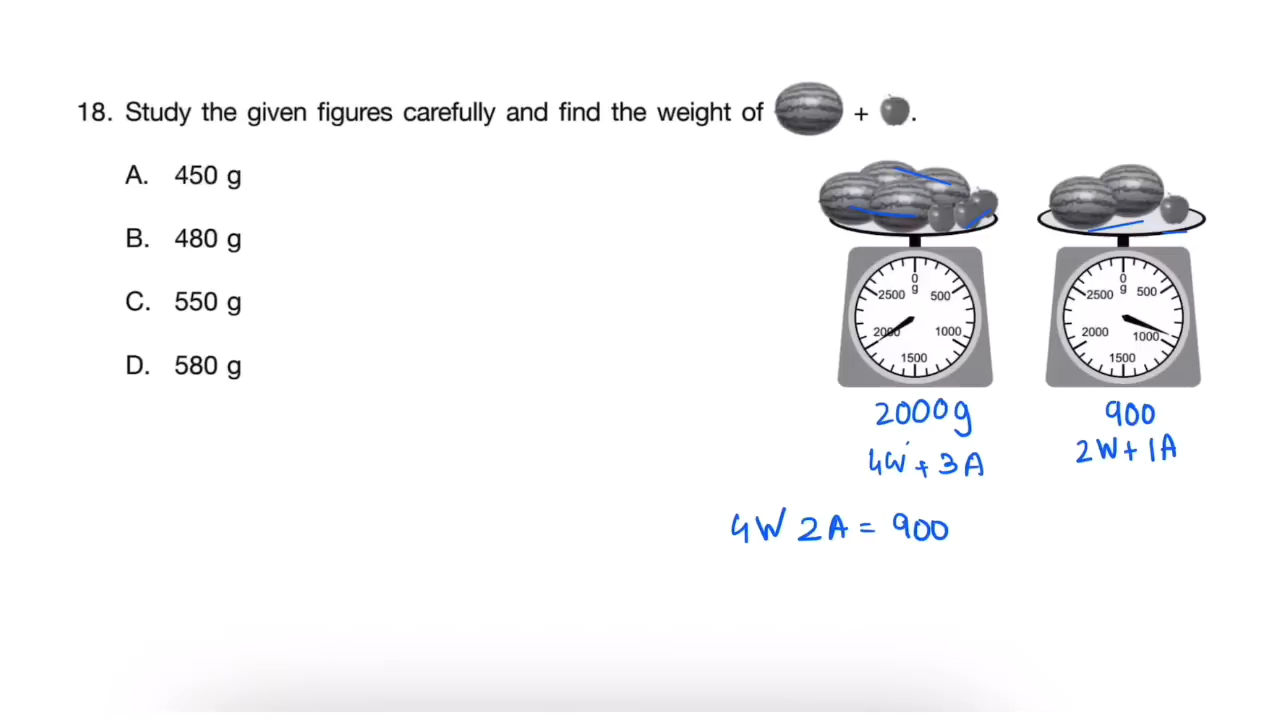 18. Study the given figures carefully and find the weight of + .
A. 450 g
B. 480 g
C. 550 g
D. 580 g
0
g
500
1000
1500
2000
2500
0
g
500
1000
1500
2000
2500
2000g
4W + 3A
900
2W + 1A
4W 2A = 900